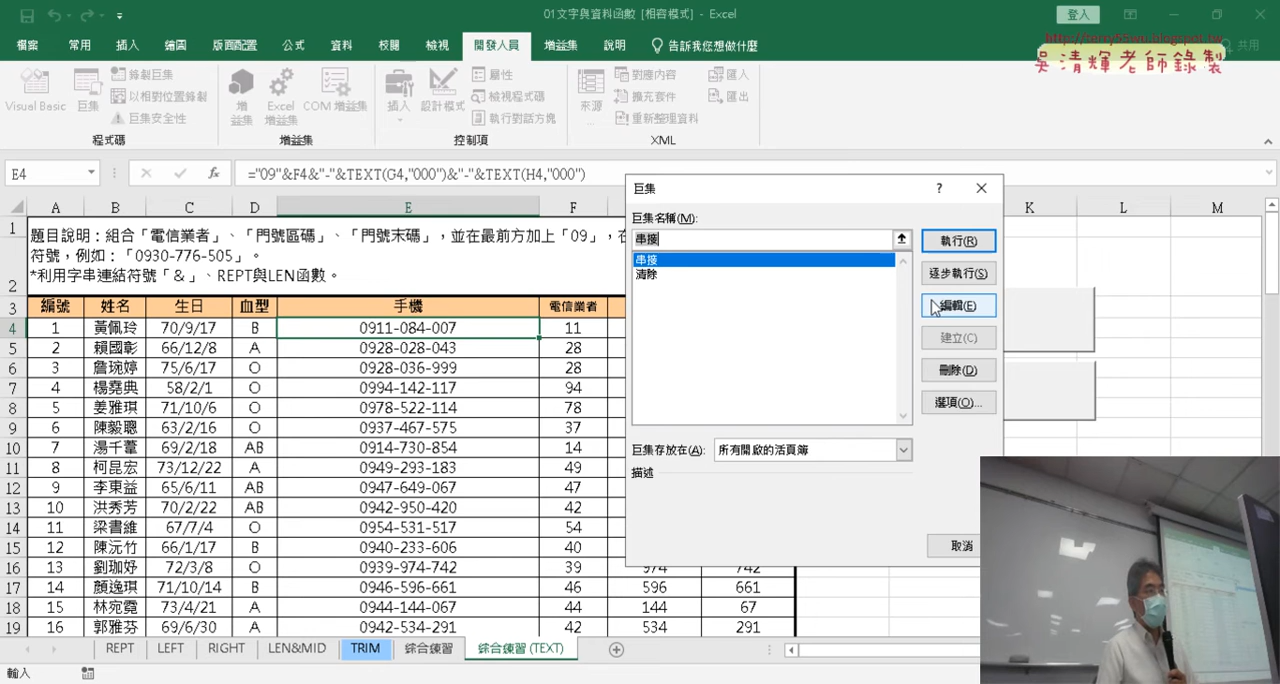 01文字與資料函數 [相容模式] - Excel
登入
http://terry55wu.blogspot.tw
吳清輝老師錄製
檔案 常用 插入 繪圖 版面配置 公式 資料 校閱 檢視 開發人員 增益集 說明 告訴我您想做什麼 共用
Visual Basic 巨集 錄製巨集 以相對位置錄製 巨集安全性
增益集 Excel 增益集 COM 增益集
插入 設計模式 屬性 檢視程式碼 執行對話方塊
來源 對應內容 擴充套件 重新整理資料 匯入 匯出
程式碼 增益集 控制項 XML
E4 fx ="09"&F4&"-"&TEXT(G4,"000")&"-"&TEXT(H4,"000")
A B C D E F K L M
1 題目說明：組合「電信業者」、「門號區碼」、「門號末碼」，並在最前方加上「09」，在
符號，例如：「0930-776-505」。
2 *利用字串連結符號「&」、REPT與LEN函數。
3 編號 姓名 生日 血型 手機 電信業者
4 1 黃佩玲 70/9/17 B 0911-084-007 11
5 2 賴國彰 66/12/8 A 0928-028-043 28
6 3 詹琬婷 75/6/17 O 0928-036-999 28
7 4 楊堯典 58/2/1 O 0994-142-117 94
8 5 姜雅琪 71/10/6 O 0978-522-114 78
9 6 陳毅聰 63/2/16 O 0937-467-575 37
10 7 湯千葦 69/2/18 AB 0914-730-854 14
11 8 柯昆宏 73/12/22 A 0949-293-183 49
12 9 李東益 65/6/11 AB 0947-649-067 47
13 10 洪秀芳 70/2/22 AB 0942-950-420 42
14 11 梁書維 67/7/4 O 0954-531-517 54
15 12 陳沅竹 66/1/17 B 0940-233-606 40
16 13 劉珈妤 72/3/8 O 0939-974-742 39 974 742
17 14 顏逸琪 71/10/14 B 0946-596-661 46 596 661
18 15 林宛霓 73/4/21 A 0944-144-067 44 144 67
19 16 郭雅芬 69/6/30 A 0942-534-291 42 534 291
巨集 ?
巨集名稱(M):
串接
串接
清除
執行(R)
逐步執行(S)
編輯(E)
建立(C)
刪除(D)
選項(O)...
巨集存放在(A): 所有開啟的活頁簿
描述
取消
REPT LEFT RIGHT LEN&MID TRIM 綜合練習 綜合練習 (TEXT)
輸入